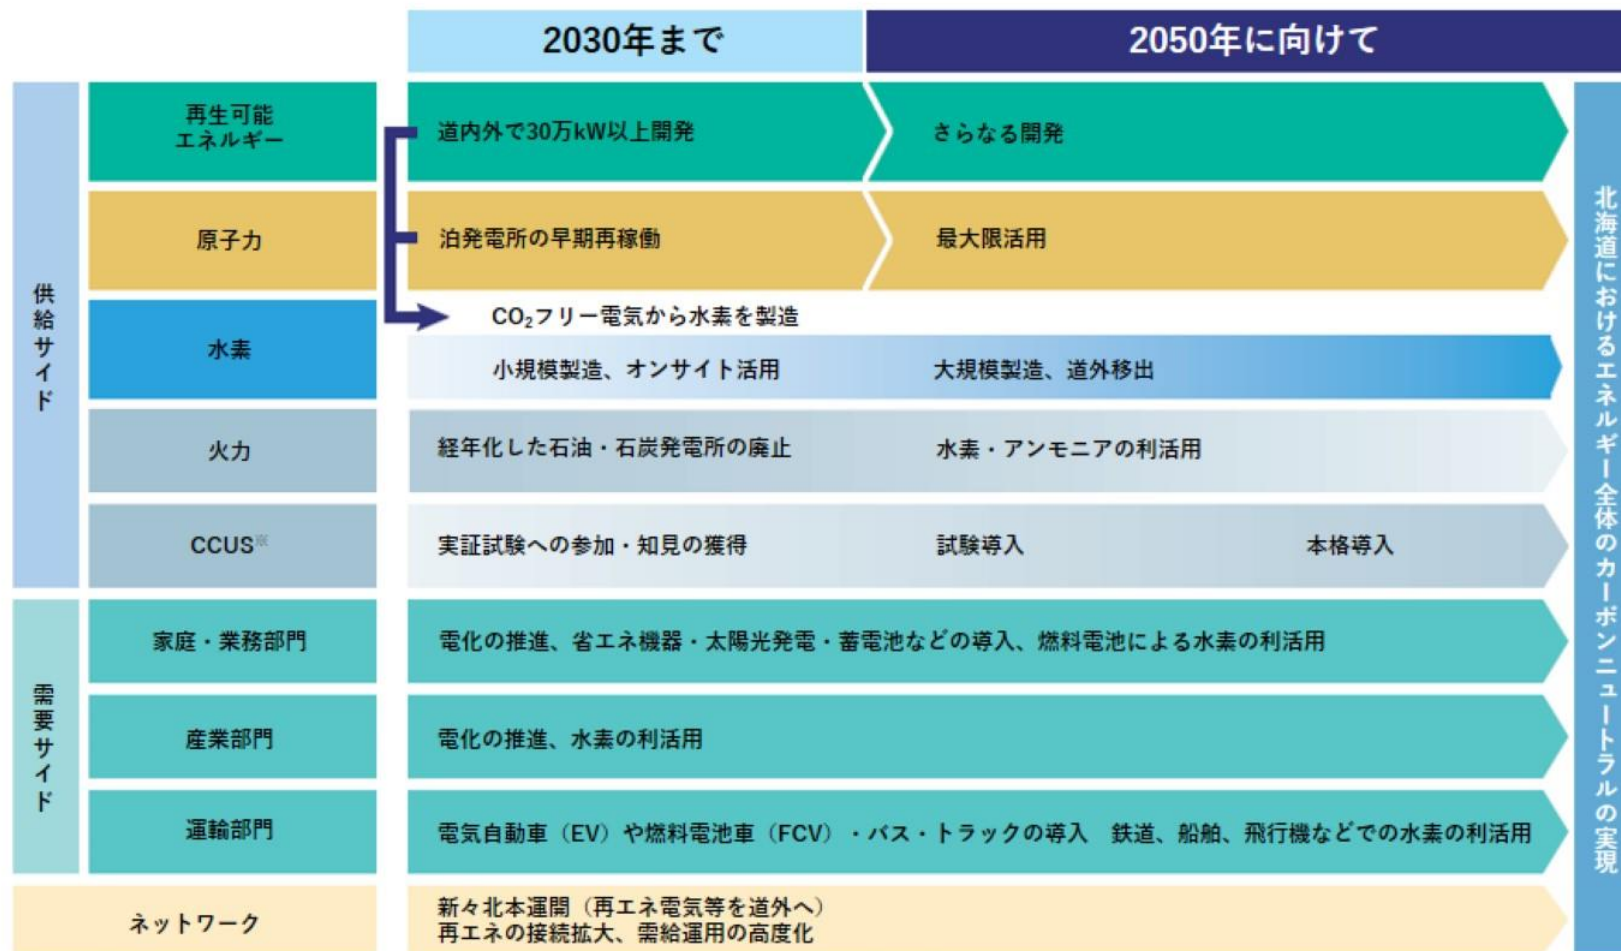 2030年まで
2050年に向けて
供給サイド
再生可能
エネルギー
道内外で30万kW以上開発
さらなる開発
原子力
泊発電所の早期再稼働
最大限活用
水素
CO₂フリー電気から水素を製造
小規模製造、オンサイト活用
大規模製造、道外移出
火力
経年化した石油・石炭発電所の廃止
水素・アンモニアの利活用
CCUS※
実証試験への参加・知見の獲得
試験導入
本格導入
需要サイド
家庭・業務部門
電化の推進、省エネ機器・太陽光発電・蓄電池などの導入、燃料電池による水素の利活用
産業部門
電化の推進、水素の利活用
運輸部門
電気自動車（EV）や燃料電池車（FCV）・バス・トラックの導入　鉄道、船舶、飛行機などでの水素の利活用
ネットワーク
新々北本運開（再エネ電気等を道外へ）
再エネの接続拡大、需給運用の高度化
北海道におけるエネルギー全体のカーボンニュートラルの実現